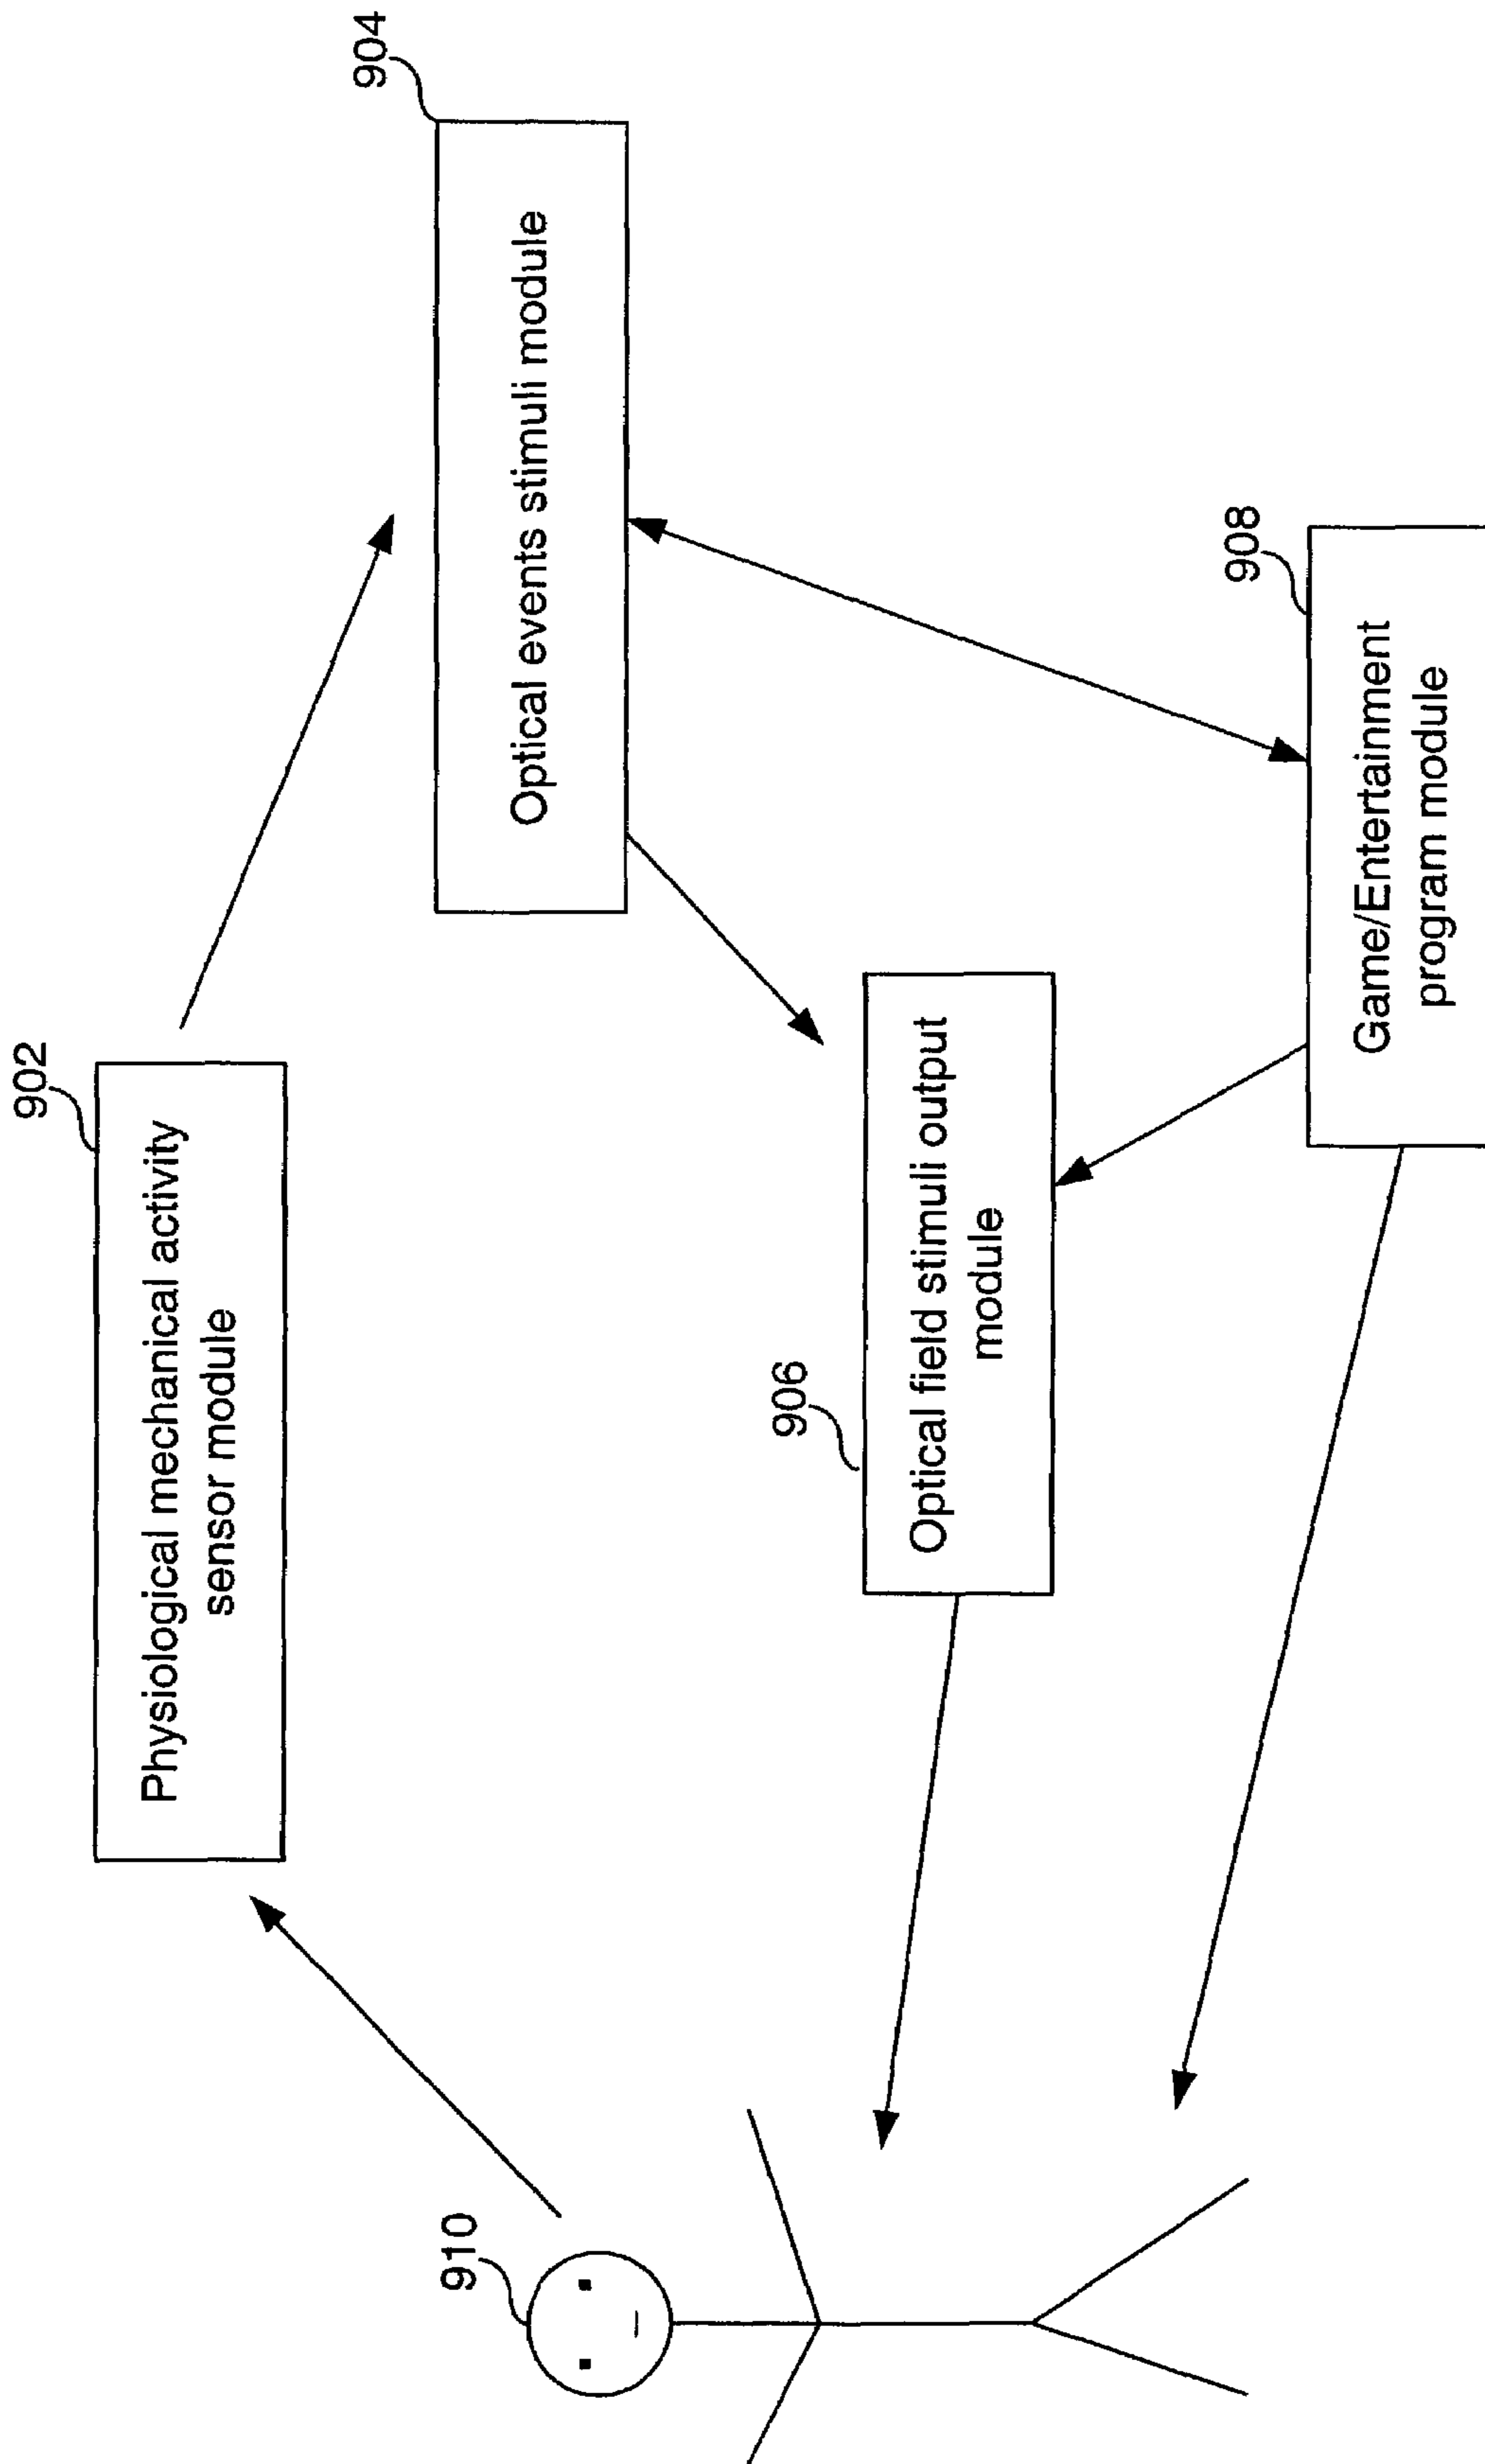 902
Physiological mechanical activity
sensor module
904
Optical events stimuli module
910
906
Optical field stimuli output
module
908
Game/Entertainment
program module